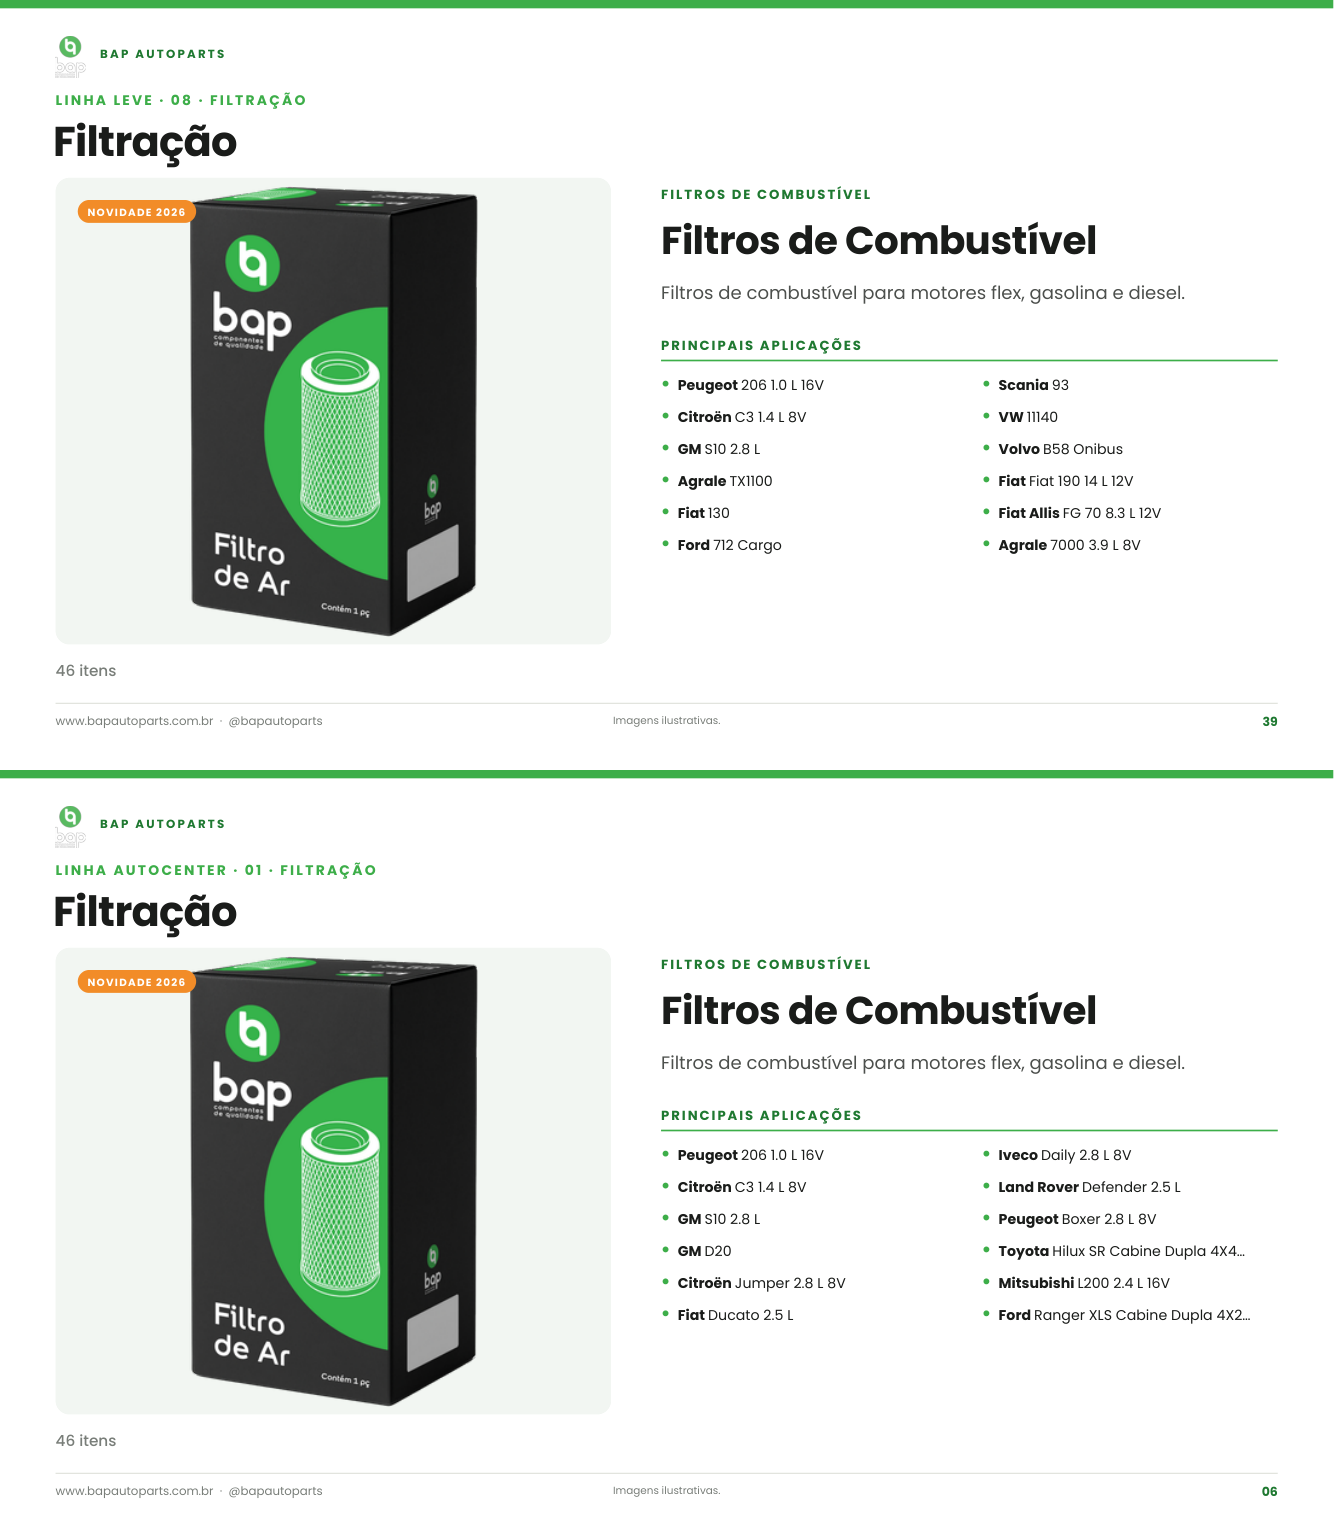 bap
BAP AUTOPARTS
LINHA LEVE · 08 · FILTRAÇÃO
Filtração
NOVIDADE 2026
bap
componentes
de qualidade
bap
Filtro
de Ar
Contém 1 pç
46 itens
FILTROS DE COMBUSTÍVEL
Filtros de Combustível
Filtros de combustível para motores flex, gasolina e diesel.
PRINCIPAIS APLICAÇÕES
• Peugeot 206 1.0 L 16V
• Citroën C3 1.4 L 8V
• GM S10 2.8 L
• Agrale TX1100
• Fiat 130
• Ford 712 Cargo
• Scania 93
• VW 11140
• Volvo B58 Onibus
• Fiat Fiat 190 14 L 12V
• Fiat Allis FG 70 8.3 L 12V
• Agrale 7000 3.9 L 8V
www.bapautoparts.com.br · @bapautoparts
Imagens ilustrativas.
39
bap
BAP AUTOPARTS
LINHA AUTOCENTER · 01 · FILTRAÇÃO
Filtração
NOVIDADE 2026
bap
componentes
de qualidade
bap
Filtro
de Ar
Contém 1 pç
46 itens
FILTROS DE COMBUSTÍVEL
Filtros de Combustível
Filtros de combustível para motores flex, gasolina e diesel.
PRINCIPAIS APLICAÇÕES
• Peugeot 206 1.0 L 16V
• Citroën C3 1.4 L 8V
• GM S10 2.8 L
• GM D20
• Citroën Jumper 2.8 L 8V
• Fiat Ducato 2.5 L
• Iveco Daily 2.8 L 8V
• Land Rover Defender 2.5 L
• Peugeot Boxer 2.8 L 8V
• Toyota Hilux SR Cabine Dupla 4X4…
• Mitsubishi L200 2.4 L 16V
• Ford Ranger XLS Cabine Dupla 4X2…
www.bapautoparts.com.br · @bapautoparts
Imagens ilustrativas.
06